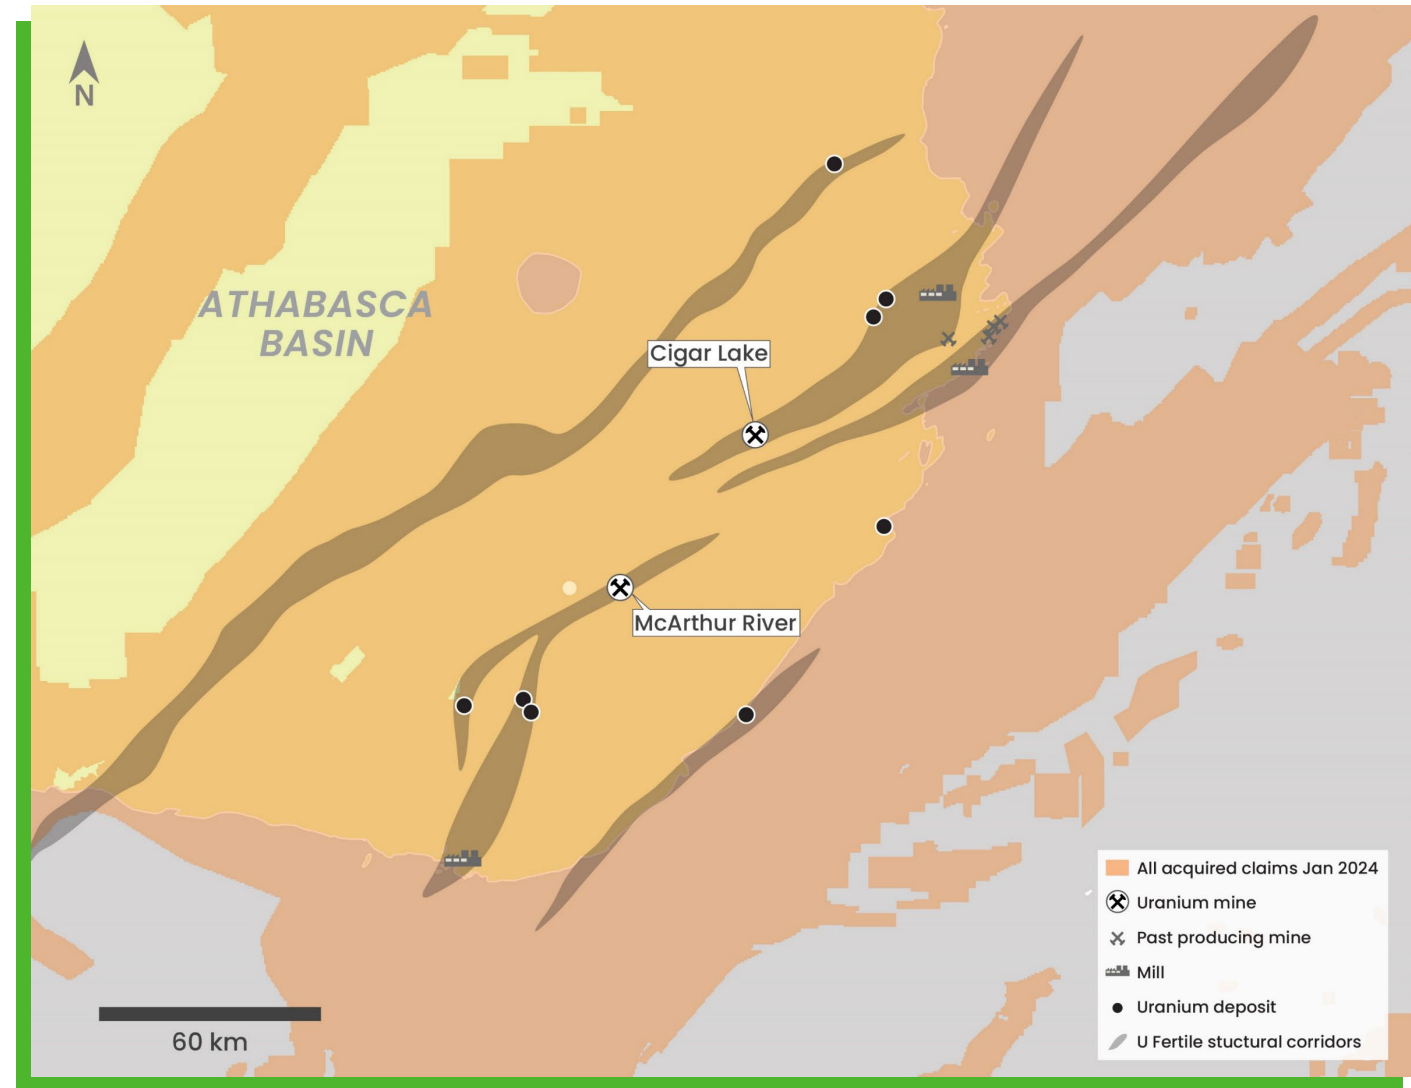 N
ATHABASCA
BASIN
Cigar Lake
McArthur River
60 km
All acquired claims Jan 2024
Uranium mine
Past producing mine
Mill
Uranium deposit
U Fertile stuctural corridors